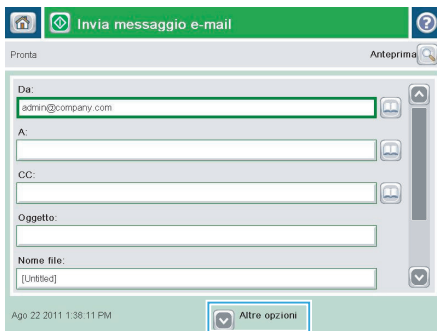 Invia messaggio e-mail
Pronta
Anteprima
Da:
admin@company.com
A:
CC:
Oggetto:
Nome file:
[Untitled]
Ago 22 2011 1:38:11 PM
Altre opzioni